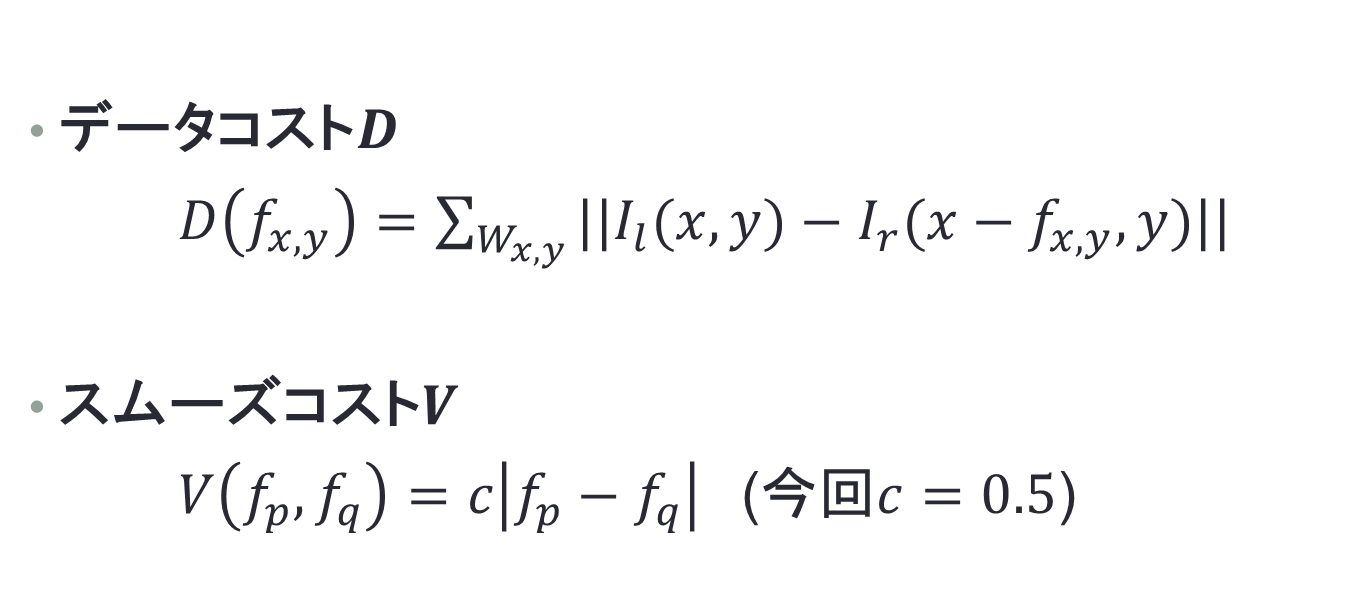 • データコストD
D(f_{x,y}) = ∑_{W_{x,y}} ||I_l(x, y) − I_r(x − f_{x,y}, y)||
• スムーズコストV
V(f_p, f_q) = c|f_p − f_q| (今回c = 0.5)